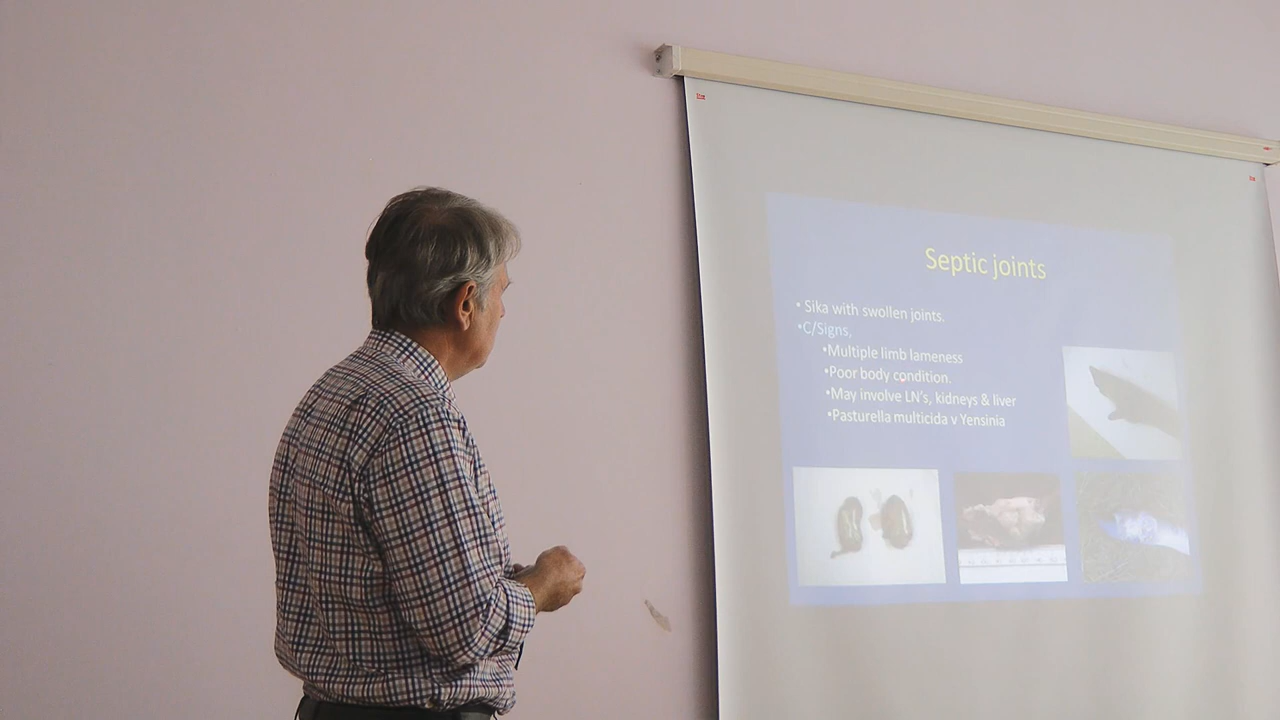 Septic joints
• Sika with swollen joints.
•C/Signs,
•Multiple limb lameness
•Poor body condition.
•May involve LN's, kidneys & liver
•Pasturella multicida v Yensinia